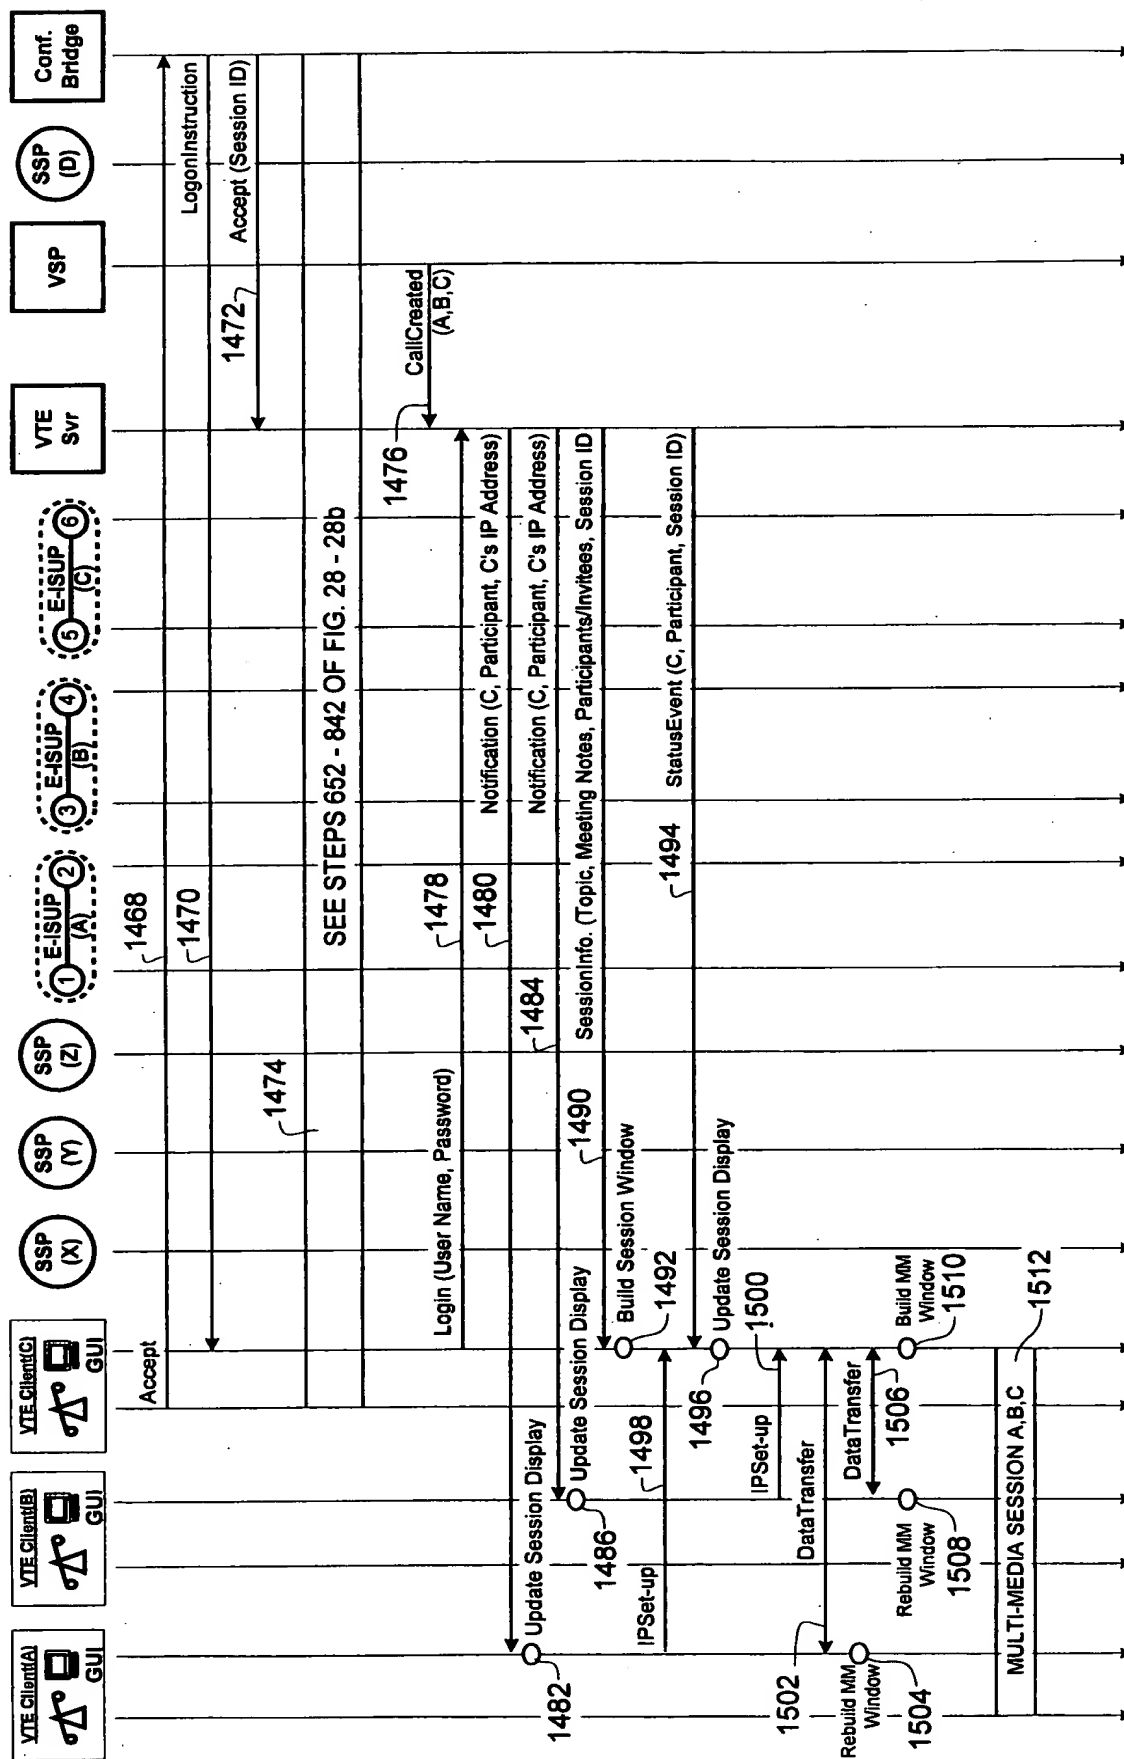 VTE Client(A)
GUI
VTE Client(B)
GUI
VTE Client(C)
GUI
SSP
(X)
SSP
(Y)
SSP
(Z)
1
E-ISUP
(A)
2
3
E-ISUP
(B)
4
5
E-ISUP
(C)
6
VTE
Svr
VSP
SSP
(D)
Conf.
Bridge
Accept
1468
1470
LogonInstruction
1472
Accept (Session ID)
1474
SEE STEPS 652 - 842 OF FIG. 28 - 28b
1476
CallCreated
(A,B,C)
Login (User Name, Password)
1478
1480
Notification (C, Participant, C's IP Address)
1482
Update Session Display
1484
Notification (C, Participant, C's IP Address)
1486
Update Session Display
1490
SessionInfo. (Topic, Meeting Notes, Participants/Invitees, Session ID
Build Session Window
1492
IPSet-up
1498
1494
StatusEvent (C, Participant, Session ID)
1496
Update Session Display
IPSet-up
1500
1502
DataTransfer
Rebuild MM
Window
1504
DataTransfer
1506
Rebuild MM
Window
1508
Build MM
Window
1510
MULTI-MEDIA SESSION A,B,C
1512